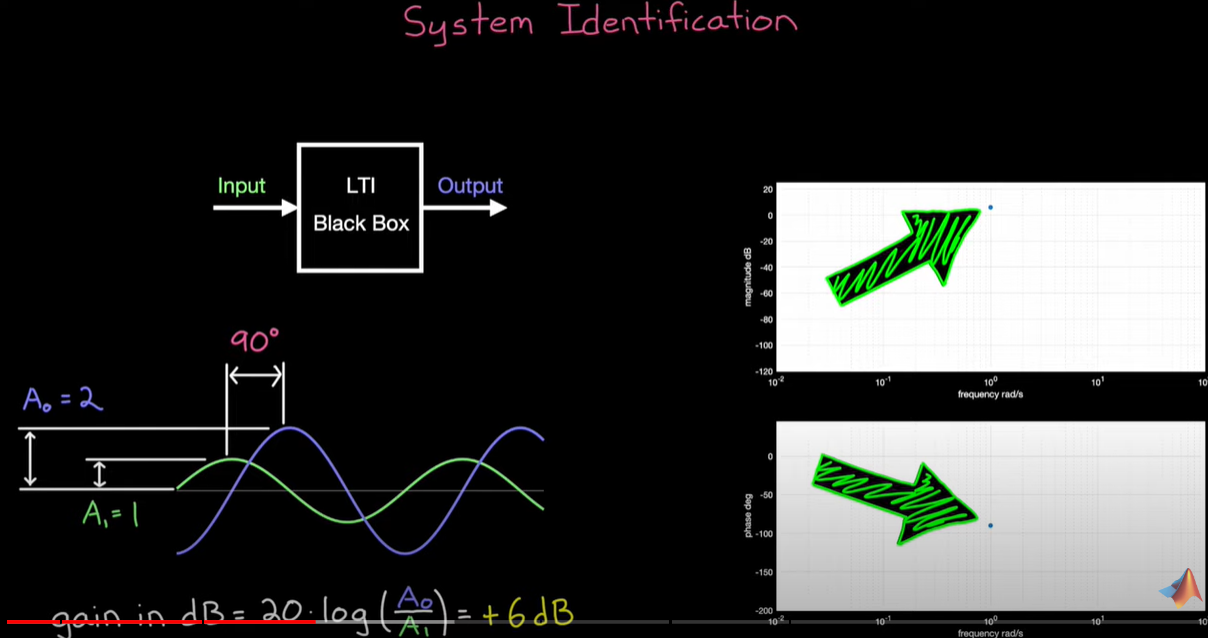 System Identification
Input
LTI
Black Box
Output
90°
A₀ = 2
A₁ = 1
gain in dB = 20·log(A₀/A₁) = +6 dB
magnitude dB
20
0
-20
-40
-60
-80
-100
-120
10⁻²
10⁻¹
10⁰
10¹
10
frequency rad/s
phase deg
0
-50
-100
-150
-200
10⁻²
10⁻¹
10⁰
10¹
10
frequency rad/s